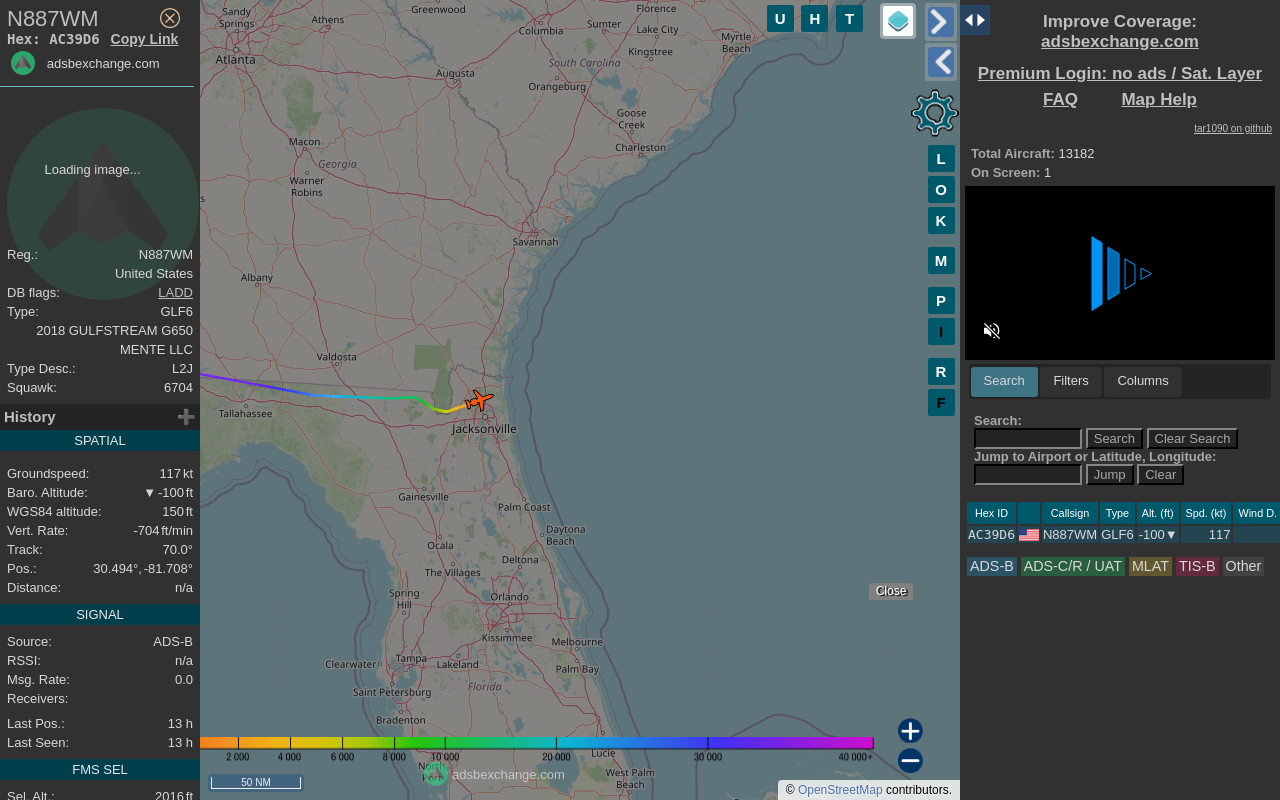 N887WM
Hex: AC39D6 Copy Link
adsbexchange.com
Loading image...
Reg.: N887WM
United States
DB flags: LADD
Type: GLF6
2018 GULFSTREAM G650
MENTE LLC
Type Desc.: L2J
Squawk: 6704
History
SPATIAL
Groundspeed: 117 kt
Baro. Altitude: ▼ -100 ft
WGS84 altitude: 150 ft
Vert. Rate: -704 ft/min
Track: 70.0°
Pos.: 30.494°, -81.708°
Distance: n/a
SIGNAL
Source: ADS-B
RSSI: n/a
Msg. Rate: 0.0
Receivers:
Last Pos.: 13 h
Last Seen: 13 h
FMS SEL
Sel. Alt.: 2016 ft
Sandy Springs
Athens
Greenwood
Florence
Columbia
Sumter
Lake City
Kingstree
Myrtle Beach
Atlanta
Augusta
South Carolina
Orangeburg
Goose Creek
Charleston
Macon
Georgia
Warner Robins
s
Savannah
Albany
Valdosta
Tallahassee
Jacksonville
Gainesville
Palm Coast
Daytona Beach
Ocala
Deltona
The Villages
Spring Hill
Orlando
Kissimmee
Melbourne
Clearwater
Tampa
Lakeland
Palm Bay
Saint Petersburg
Florida
Bradenton
North Port
Lucie
West Palm Beach
U H T
L
O
K
M
P
I
R
F
Close
2 000 4 000 6 000 8 000 10 000 20 000 30 000 40 000+
50 NM
adsbexchange.com
© OpenStreetMap contributors.
Improve Coverage:
adsbexchange.com
Premium Login: no ads / Sat. Layer
FAQ Map Help
tar1090 on github
Total Aircraft: 13182
On Screen: 1
Search Filters Columns
Search:
Search Clear Search
Jump to Airport or Latitude, Longitude:
Jump Clear
Hex ID Callsign Type Alt. (ft) Spd. (kt) Wind D.
AC39D6 N887WM GLF6 -100▼ 117
ADS-B ADS-C/R / UAT MLAT TIS-B Other